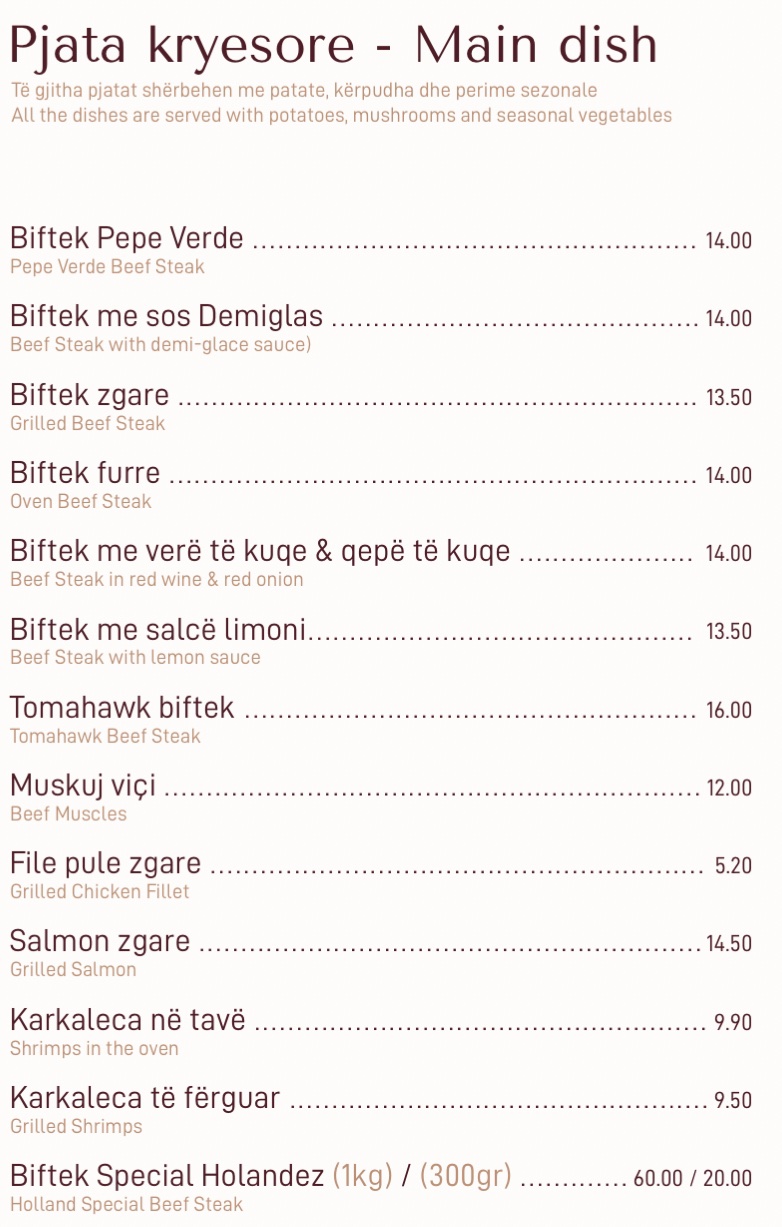 Pjata kryesore - Main dish
Të gjitha pjatat shërbehen me patate, kërpudha dhe perime sezonale
All the dishes are served with potatoes, mushrooms and seasonal vegetables
Biftek Pepe Verde ..................................................... 14.00
Pepe Verde Beef Steak
Biftek me sos Demiglas ............................................ 14.00
Beef Steak with demi-glace sauce)
Biftek zgare .............................................................. 13.50
Grilled Beef Steak
Biftek furre ............................................................... 14.00
Oven Beef Steak
Biftek me verë të kuqe & qepë të kuqe ..................... 14.00
Beef Steak in red wine & red onion
Biftek me salcë limoni.............................................. 13.50
Beef Steak with lemon sauce
Tomahawk biftek ...................................................... 16.00
Tomahawk Beef Steak
Muskuj viçi ................................................................ 12.00
Beef Muscles
File pule zgare ........................................................... 5.20
Grilled Chicken Fillet
Salmon zgare ............................................................ 14.50
Grilled Salmon
Karkaleca në tavë ...................................................... 9.90
Shrimps in the oven
Karkaleca të fërguar .................................................. 9.50
Grilled Shrimps
Biftek Special Holandez (1kg) / (300gr) ............. 60.00 / 20.00
Holland Special Beef Steak